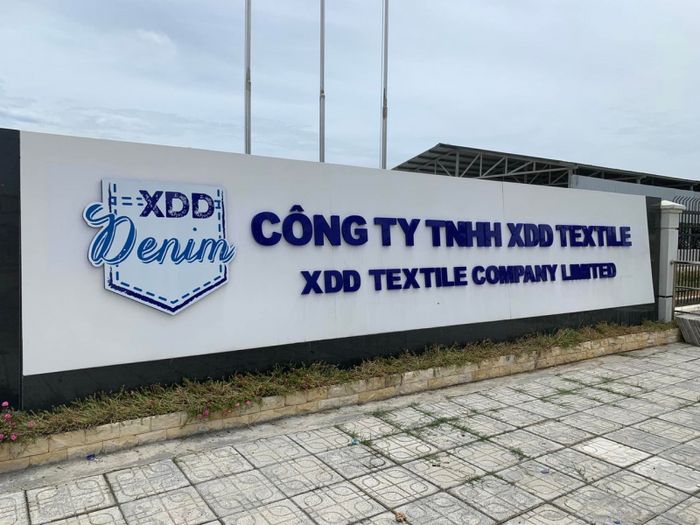 XDD
Denim
CÔNG TY TNHH XDD TEXTILE
XDD TEXTILE COMPANY LIMITED